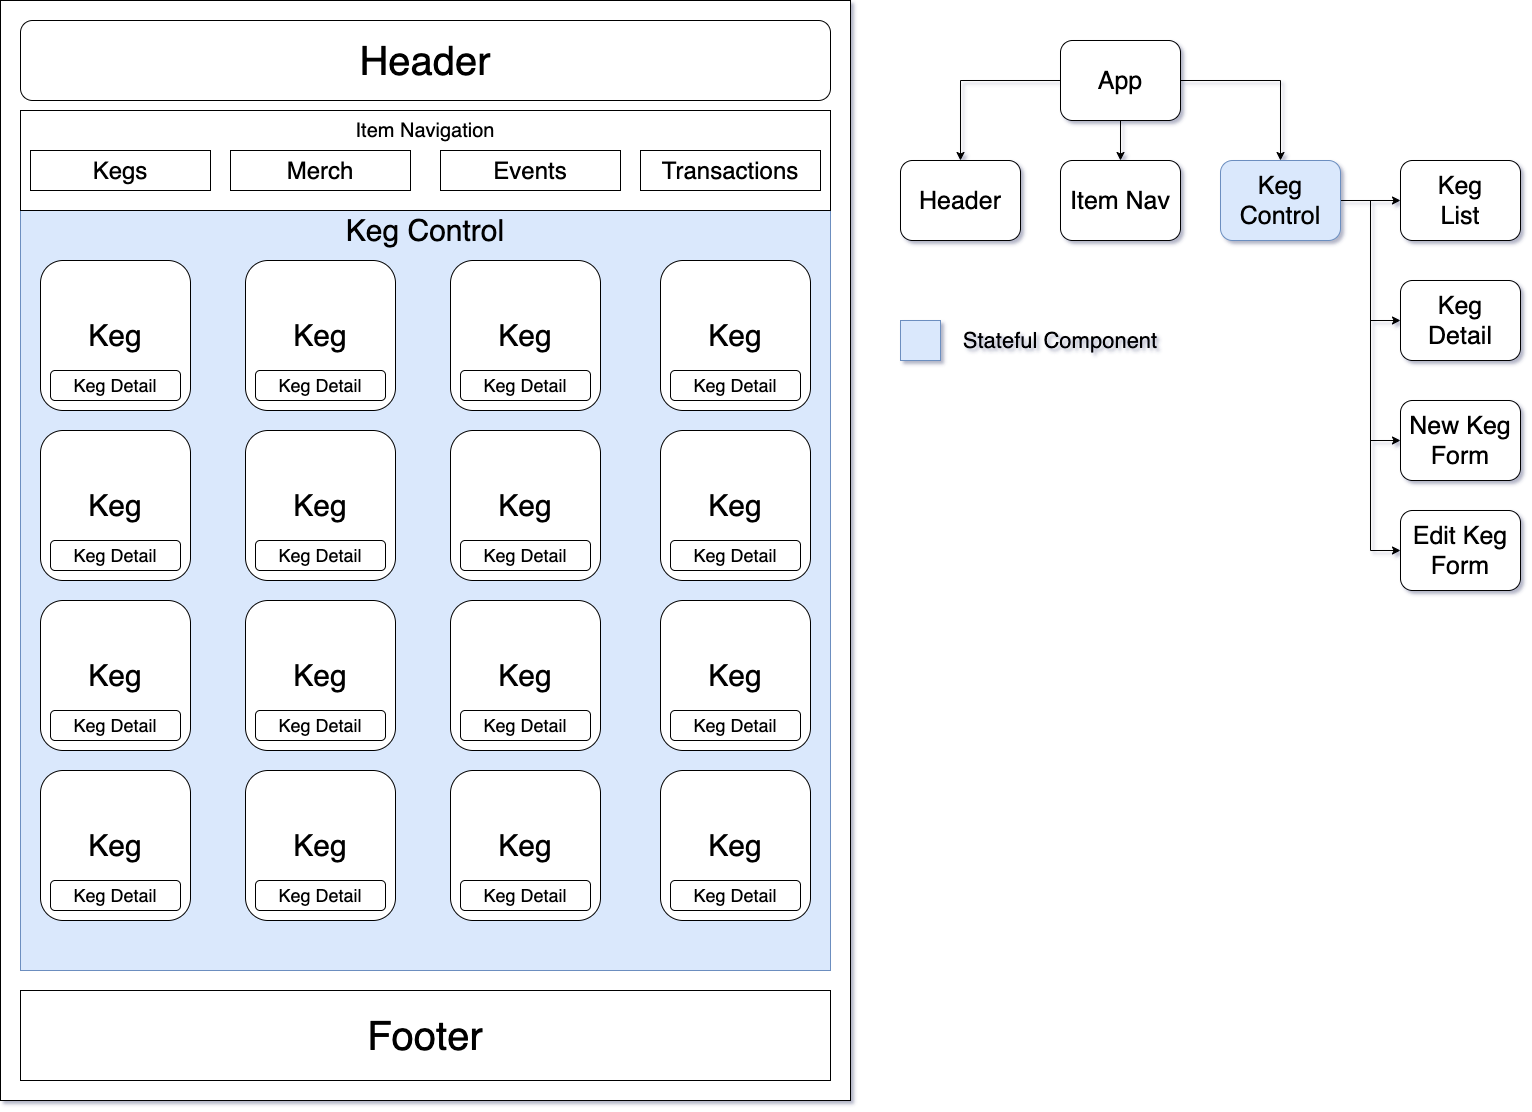 Header
Item Navigation
Kegs
Merch
Events
Transactions
Keg Control
Keg
Keg
Keg
Keg
Keg Detail
Keg Detail
Keg Detail
Keg Detail
Keg
Keg
Keg
Keg
Keg Detail
Keg Detail
Keg Detail
Keg Detail
Keg
Keg
Keg
Keg
Keg Detail
Keg Detail
Keg Detail
Keg Detail
Keg
Keg
Keg
Keg
Keg Detail
Keg Detail
Keg Detail
Keg Detail
Footer
App
Header
Item Nav
Keg
Control
Keg
List
Keg
Detail
New Keg
Form
Edit Keg
Form
Stateful Component